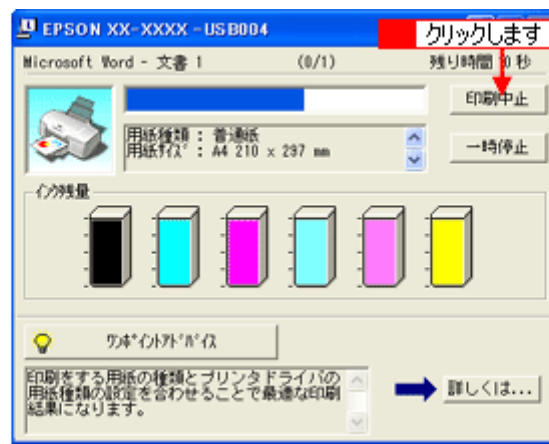 EPSON XX-XXXX - USB004
クリックします
Microsoft Word - 文書 1 (0/1) 残り時間 0 秒
印刷中止
用紙種類 : 普通紙
用紙サイズ : A4 210 x 297 mm
一時停止
インク残量
ワンポイントアドバイス
印刷をする用紙の種類とプリンタドライバの
用紙種類の設定を合わせることで最適な印刷
結果になります。
詳しくは...